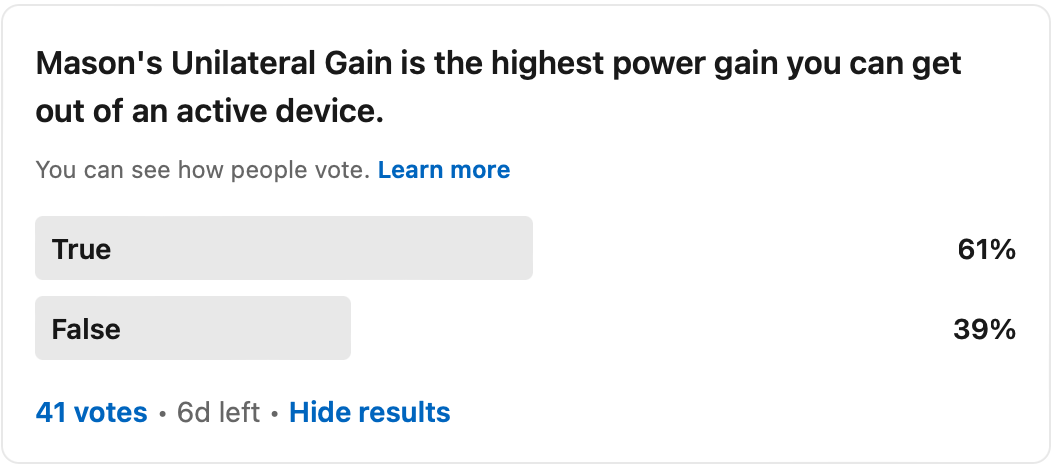 Mason's Unilateral Gain is the highest power gain you can get
out of an active device.
You can see how people vote. Learn more
True 61%
False 39%
41 votes • 6d left • Hide results